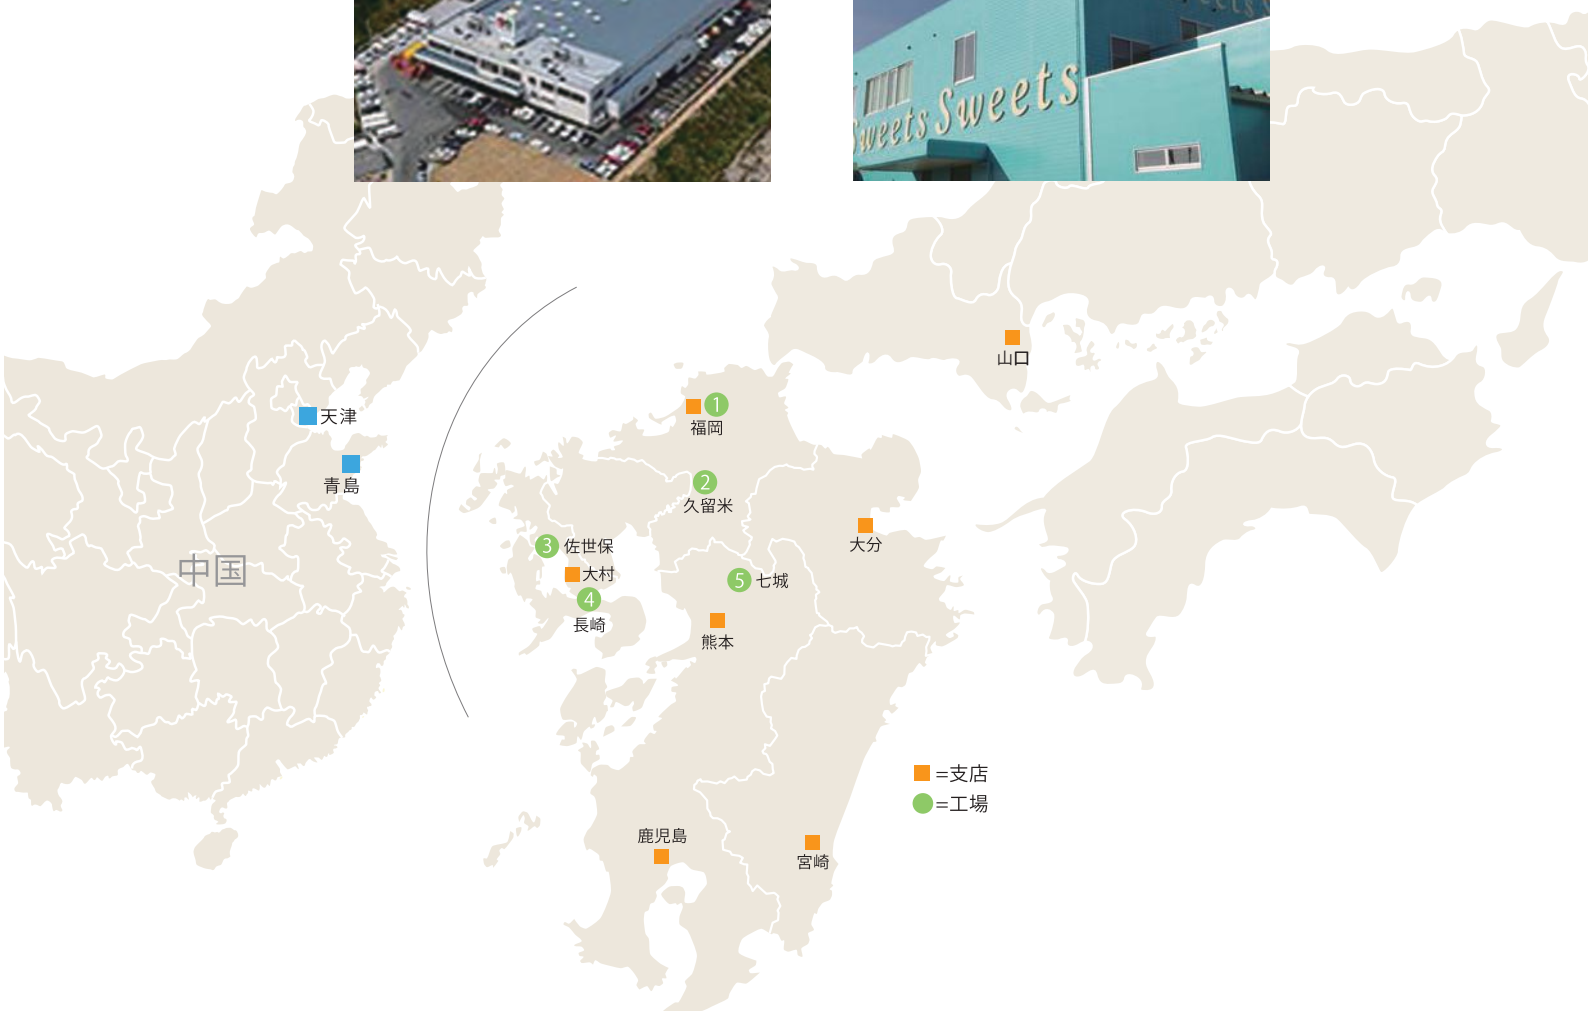 Sweets Sweets
山口
天津
1
福岡
青島
2
久留米
大分
3 佐世保
中国
大村
5 七城
4
長崎
熊本
=支店
=工場
鹿児島
宮崎